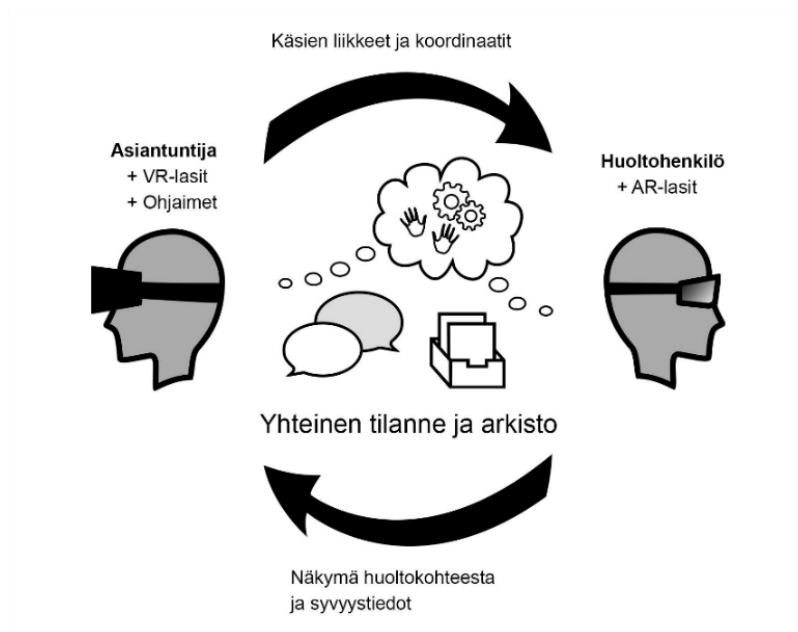 Käsien liikkeet ja koordinaatit
Asiantuntija
+ VR-lasit
+ Ohjaimet
Huoltohenkilö
+ AR-lasit
Yhteinen tilanne ja arkisto
Näkymä huoltokohteesta
ja syvyystiedot